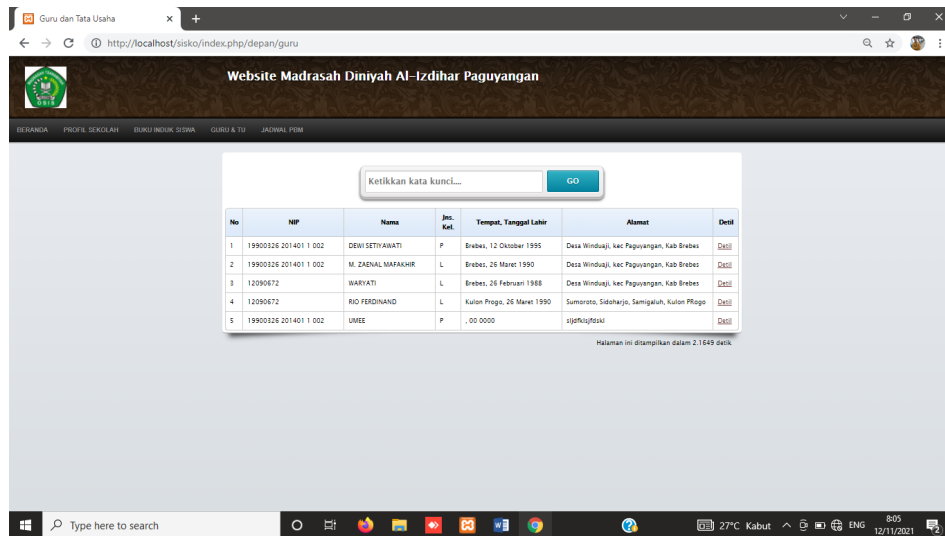 Guru dan Tata Usaha
http://localhost/sisko/index.php/depan/guru
Website Madrasah Diniyah Al-Izdihar Paguyangan
OSIS
BERANDA PROFIL SEKOLAH BUKU INDUK SISWA GURU & TU JADWAL PBM
Ketikkan kata kunci.... GO
No NIP Nama Jns. Kel. Tempat, Tanggal Lahir Alamat Detil
1 19900326 201401 1 002 DEWI SETIYAWATI P Brebes, 12 Oktober 1995 Desa Winduaji, kec Paguyangan, Kab Brebes Detil
2 19900326 201401 1 002 M. ZAENAL MAFAKHIR L Brebes, 26 Maret 1990 Desa Winduaji, kec Paguyangan, Kab Brebes Detil
3 12090672 WARYATI L Brebes, 26 Februari 1988 Desa Winduaji, kec Paguyangan, Kab Brebes Detil
4 12090672 RIO FERDINAND L Kulon Progo, 26 Maret 1990 Sumoroto, Sidoharjo, Samigaluh, Kulon PRogo Detil
5 19900326 201401 1 002 UMEE P , 00 0000 sljdfklsjfdskl Detil
Halaman ini ditampilkan dalam 2.1649 detik
Type here to search 27°C Kabut ENG 8:05
12/11/2021